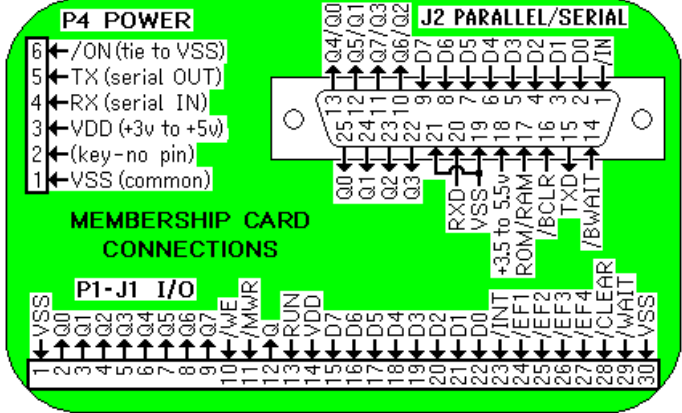 P4 POWER
6 /ON (tie to VSS)
5 TX (serial OUT)
4 RX (serial IN)
3 VDD (+3v to +5v)
2 (key-no pin)
1 VSS (common)
J2 PARALLEL/SERIAL
Q4/Q0 Q5/Q1 Q7/Q3 Q6/Q2 D7 D6 D5 D4 D3 D2 D1 D0 /IN
13 12 11 10 9 8 7 6 5 4 3 2 1
25 24 23 22 21 20 19 18 17 16 15 14
Q0 Q1 Q2 Q3 RXD VSS +3.5 to 5.5v ROM/RAM /BCLR TXD /BWAIT
MEMBERSHIP CARD
CONNECTIONS
P1-J1 I/O
VSS Q0 Q1 Q2 Q3 Q4 Q5 Q6 Q7 /WE /MWR Q RUN VDD D7 D6 D5 D4 D3 D2 D1 D0 /INT /EF1 /EF2 /EF3 /EF4 /CLEAR /WAIT VSS
1 2 3 4 5 6 7 8 9 10 11 12 13 14 15 16 17 18 19 20 21 22 23 24 25 26 27 28 29 30